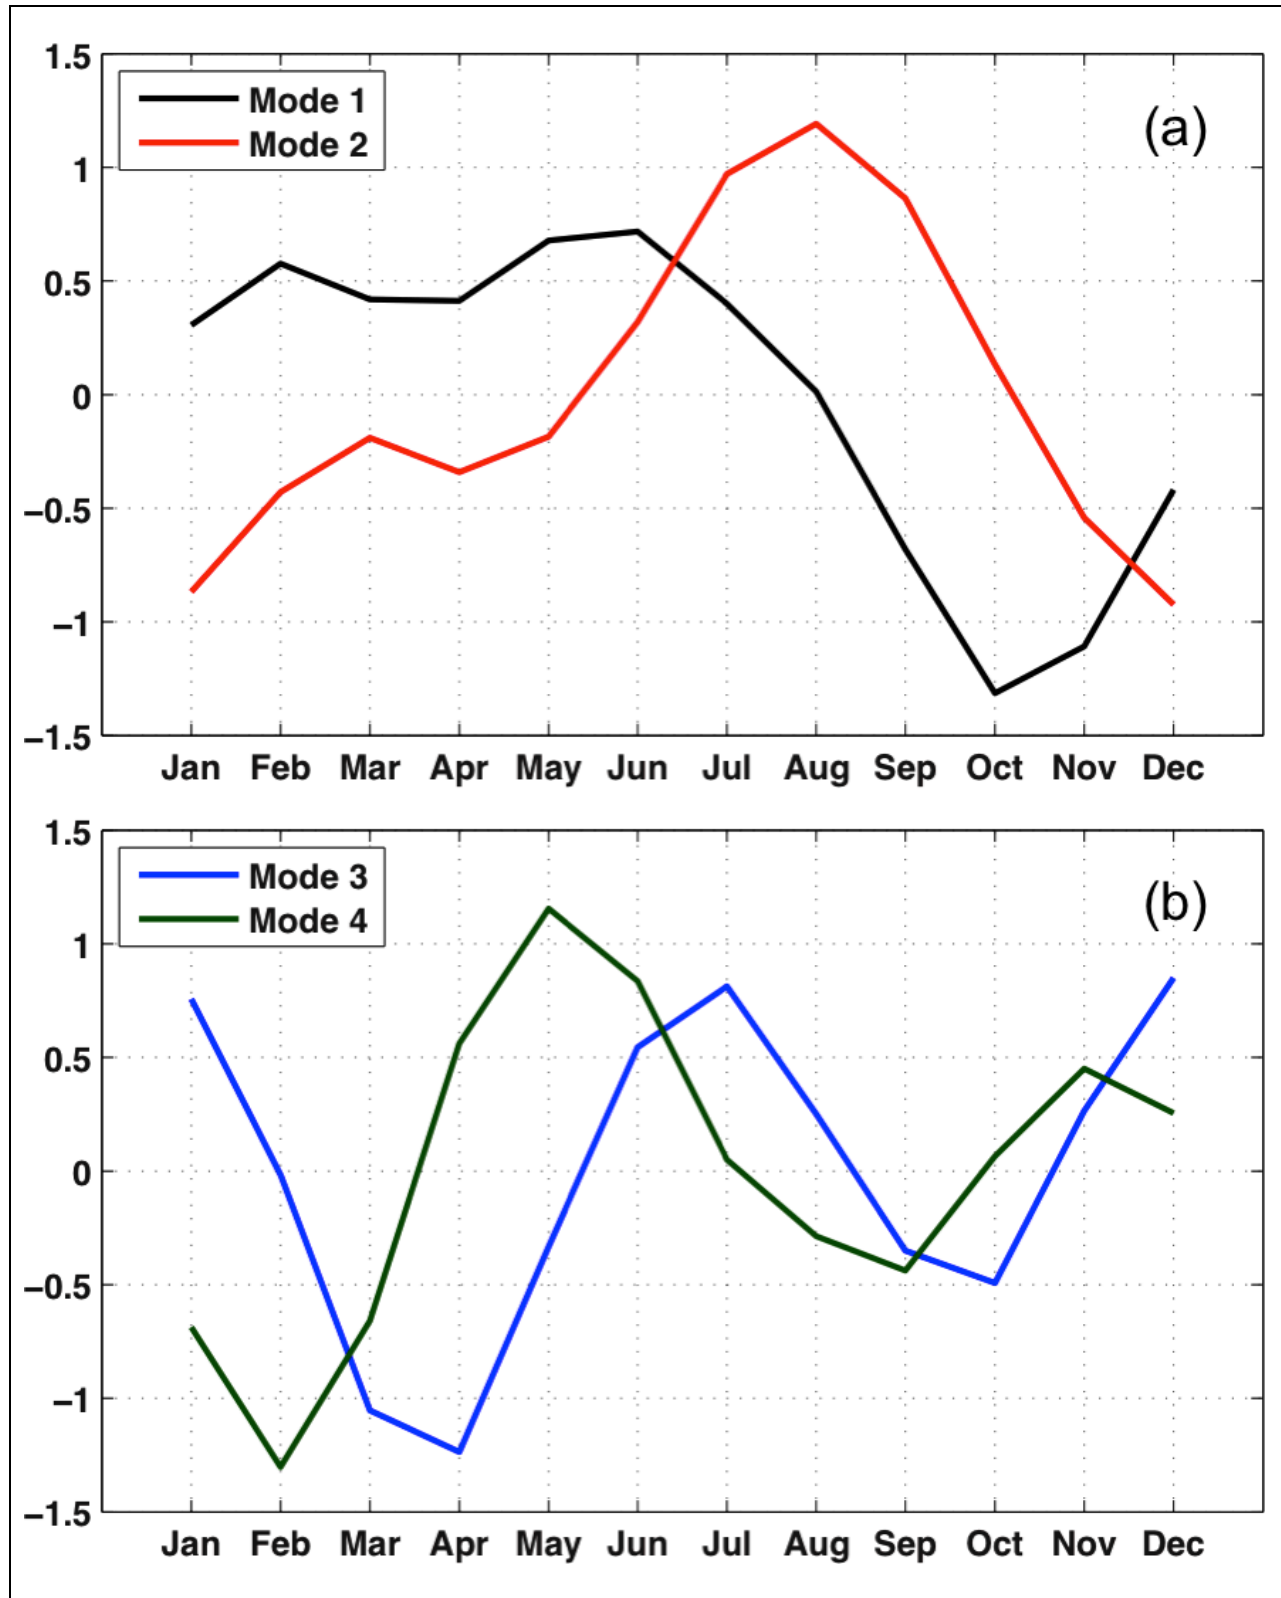 1.5
Mode 1
Mode 2
(a)
1
0.5
0
−0.5
−1
−1.5
Jan Feb Mar Apr May Jun Jul Aug Sep Oct Nov Dec
1.5
Mode 3
Mode 4
(b)
1
0.5
0
−0.5
−1
−1.5
Jan Feb Mar Apr May Jun Jul Aug Sep Oct Nov Dec